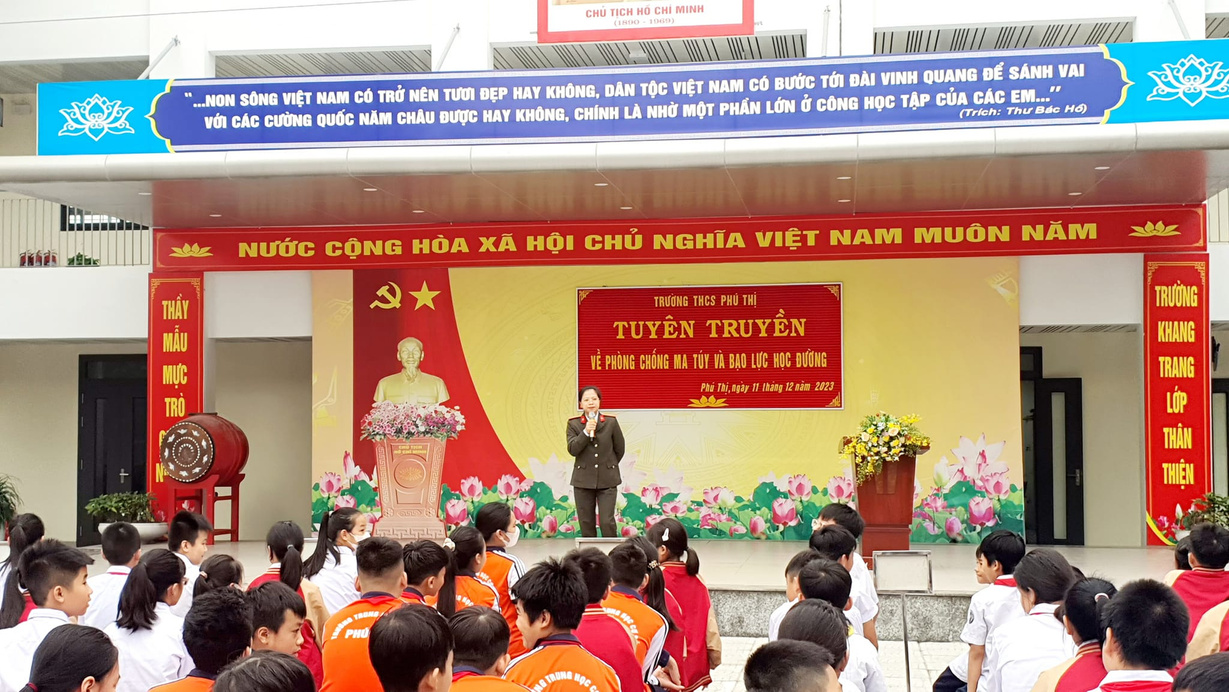 CHỦ TỊCH HỒ CHÍ MINH
(1890 - 1969)
"...NON SÔNG VIỆT NAM CÓ TRỞ NÊN TƯƠI ĐẸP HAY KHÔNG, DÂN TỘC VIỆT NAM CÓ BƯỚC TỚI ĐÀI VINH QUANG ĐỂ SÁNH VAI
VỚI CÁC CƯỜNG QUỐC NĂM CHÂU ĐƯỢC HAY KHÔNG, CHÍNH LÀ NHỜ MỘT PHẦN LỚN Ở CÔNG HỌC TẬP CỦA CÁC EM..."
(Trích: Thư Bác Hồ)
NƯỚC CỘNG HÒA XÃ HỘI CHỦ NGHĨA VIỆT NAM MUÔN NĂM
THẦY
MẪU
MỰC
TRÒ
TRƯỜNG THCS PHÚ THỊ
TUYÊN TRUYỀN
VỀ PHÒNG CHỐNG MA TÚY VÀ BẠO LỰC HỌC ĐƯỜNG
Phú Thị, ngày 11 tháng 12 năm 2023
TRƯỜNG
KHANG
TRANG
LỚP
THÂN
THIỆN